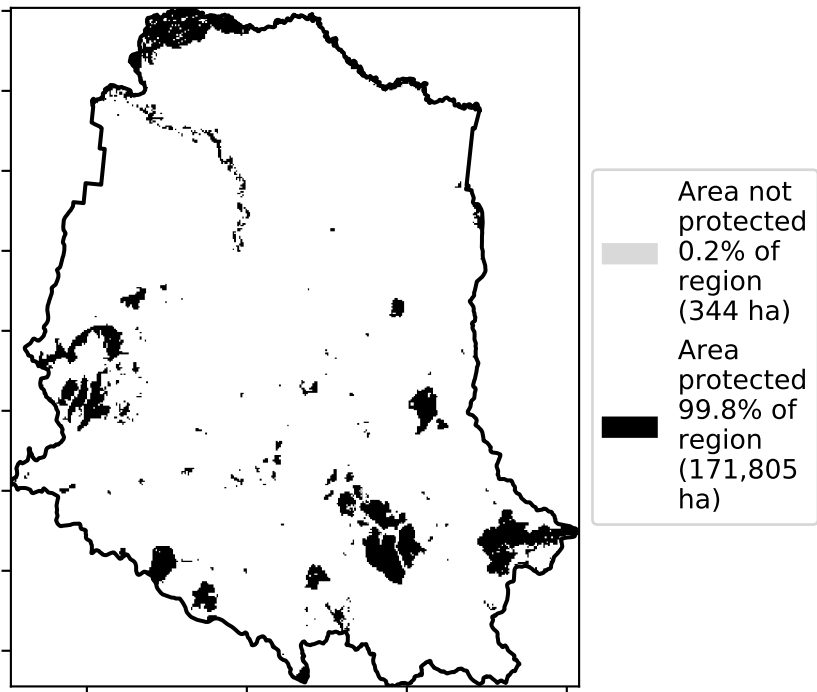 Area not
protected
0.2% of
region
(344 ha)
Area
protected
99.8% of
region
(171,805
ha)